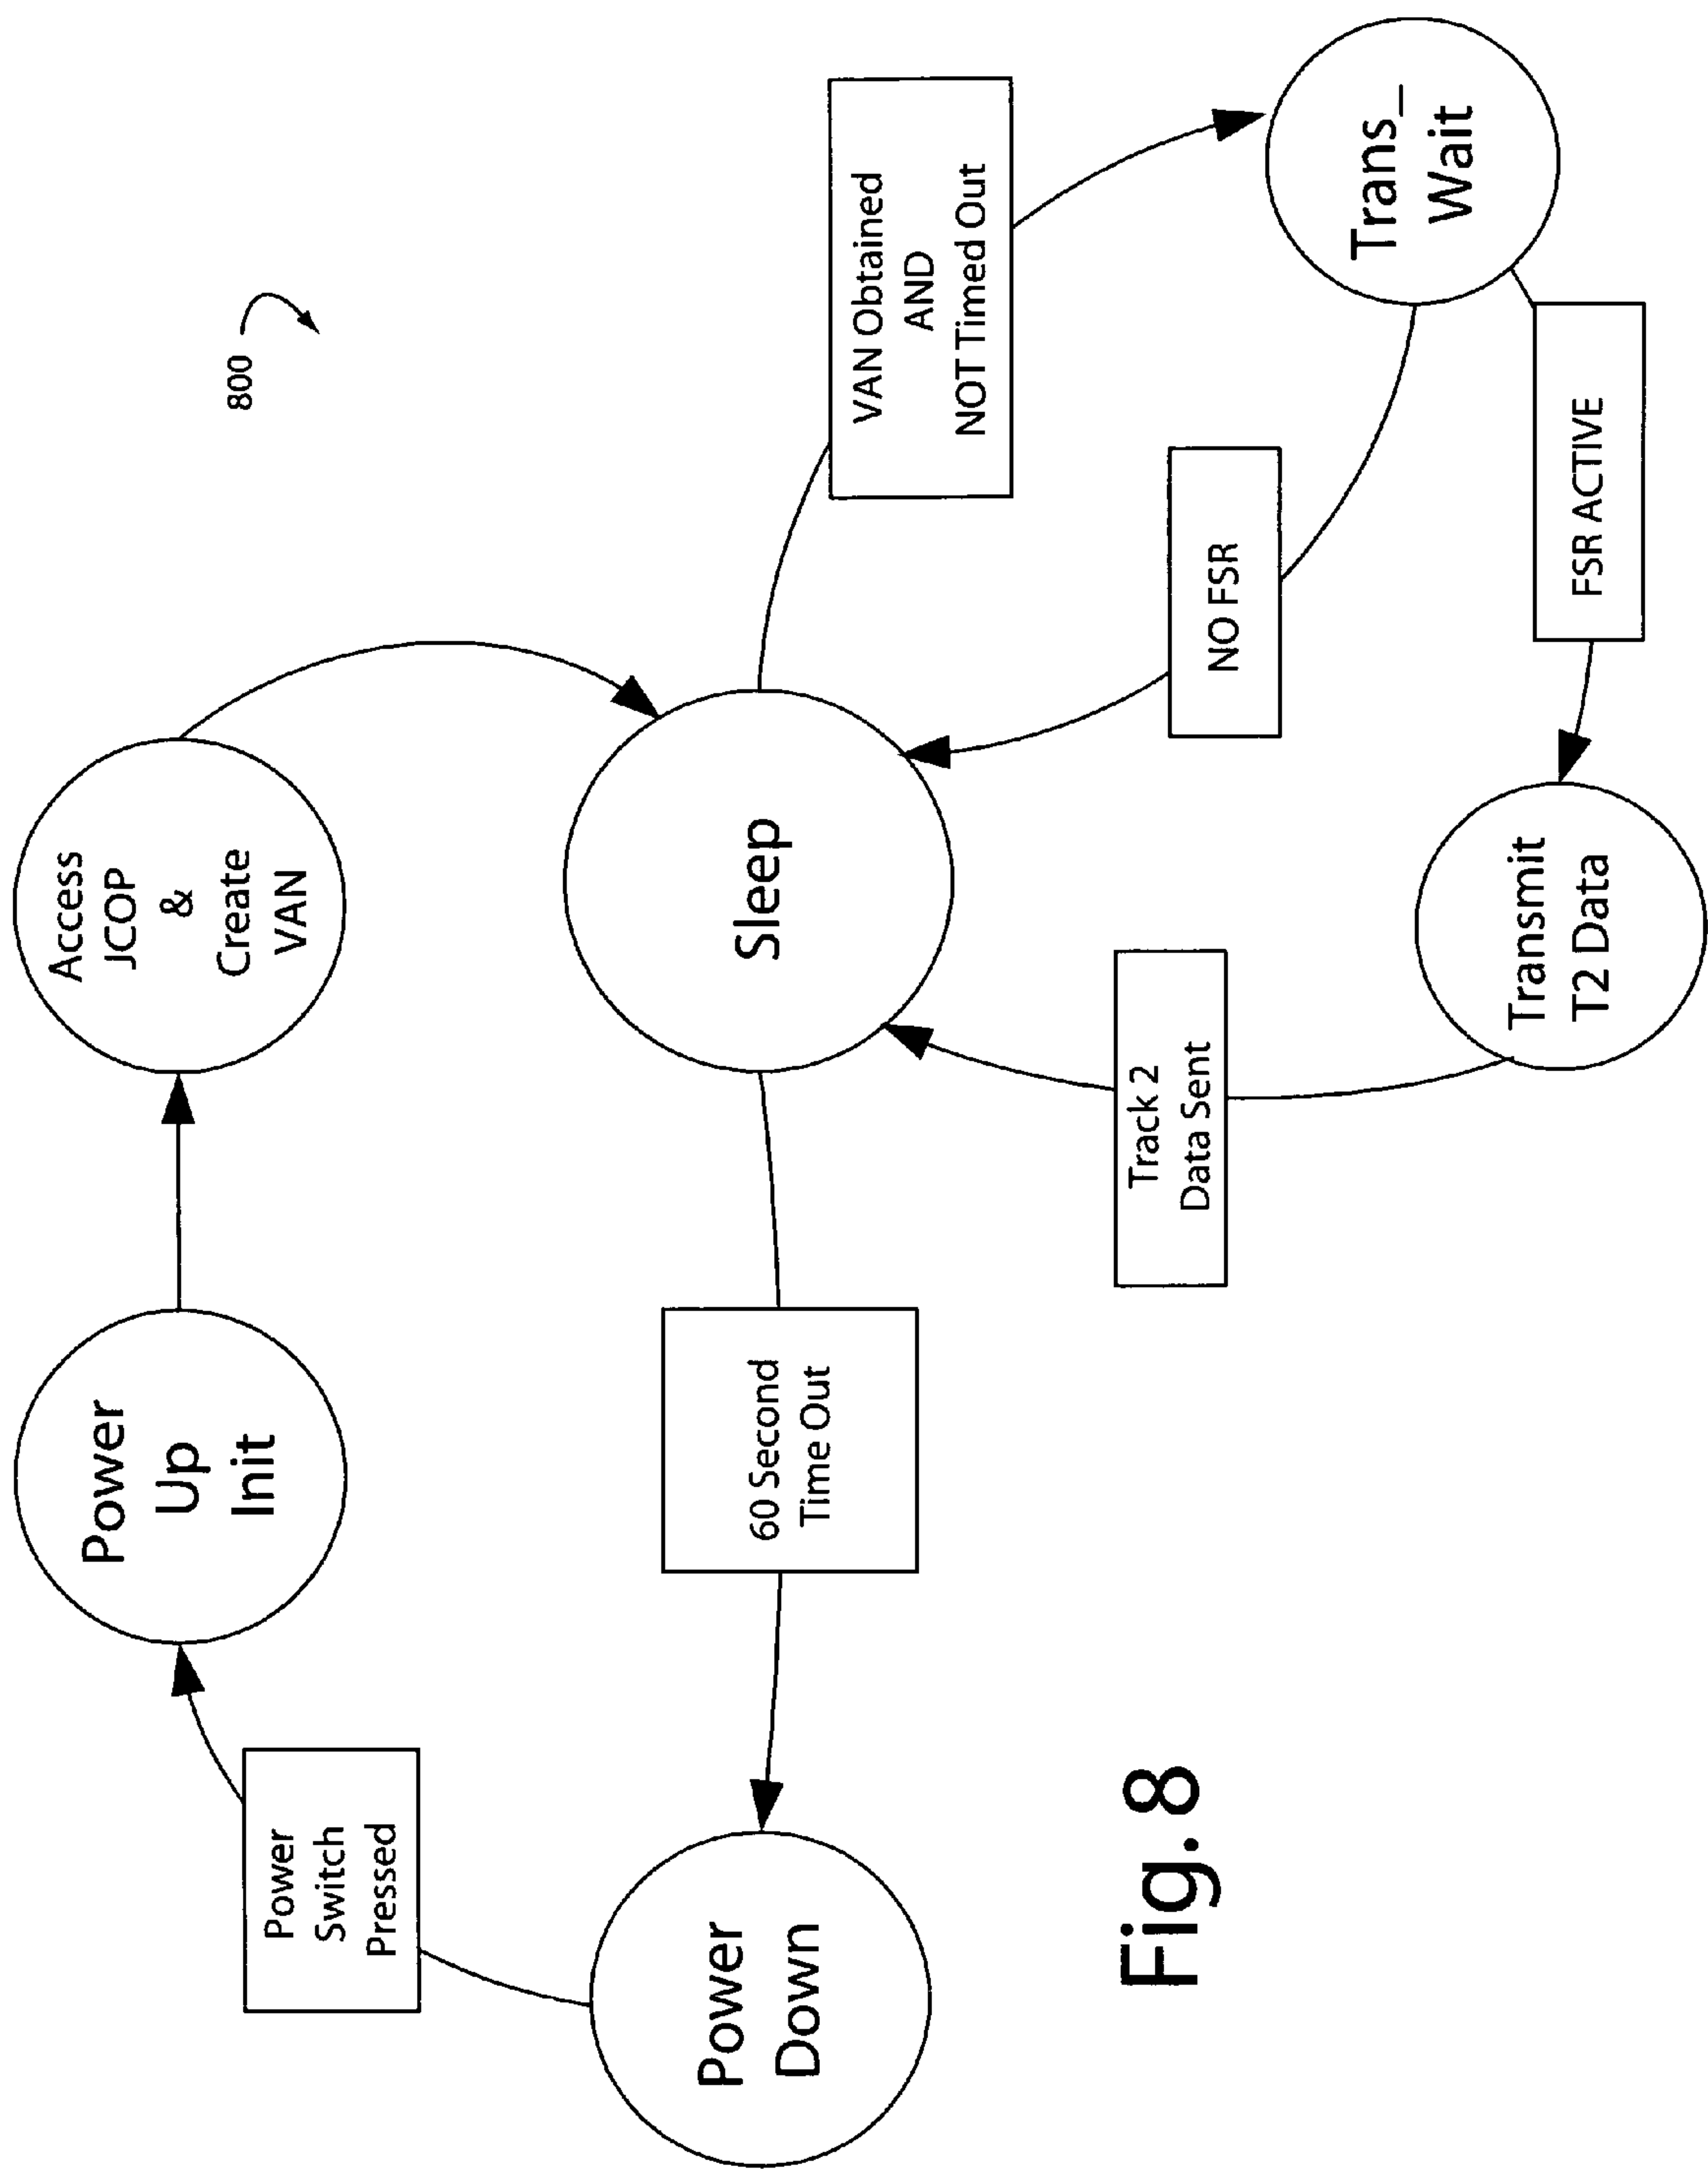 800
Power
Up
Init
Access
JCOP
&
Create
VAN
Power
Switch
Pressed
Power
Down
60 Second
Time Out
Sleep
VAN Obtained
AND
NOT Timed Out
NO FSR
Trans_
Wait
Track 2
Data Sent
Transmit
T2 Data
FSR ACTIVE
Fig. 8